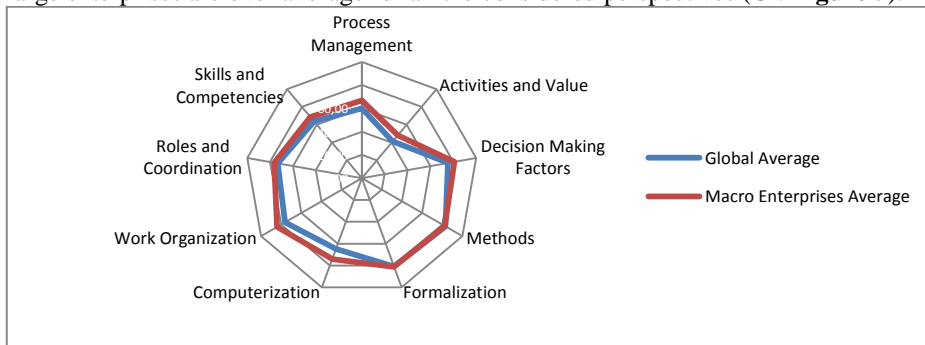 Process
Management
Activities and Value
Decision Making
Factors
Methods
Formalization
Computerization
Work Organization
Roles and
Coordination
Skills and
Competencies
Global Average
Macro Enterprises Average